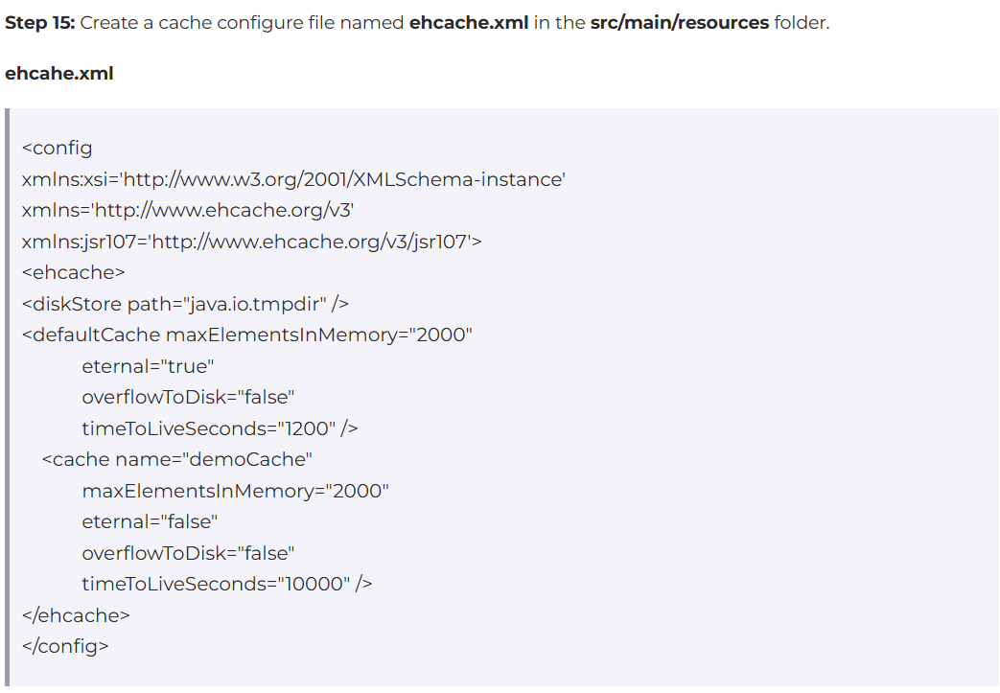 Step 15: Create a cache configure file named ehcache.xml in the src/main/resources folder.
ehcahe.xml
<config
xmlns:xsi='http://www.w3.org/2001/XMLSchema-instance'
xmlns='http://www.ehcache.org/v3'
xmlns:jsr107='http://www.ehcache.org/v3/jsr107'>
<ehcache>
<diskStore path="java.io.tmpdir" />
<defaultCache maxElementsInMemory="2000"
eternal="true"
overflowToDisk="false"
timeToLiveSeconds="1200" />
<cache name="demoCache"
maxElementsInMemory="2000"
eternal="false"
overflowToDisk="false"
timeToLiveSeconds="10000" />
</ehcache>
</config>